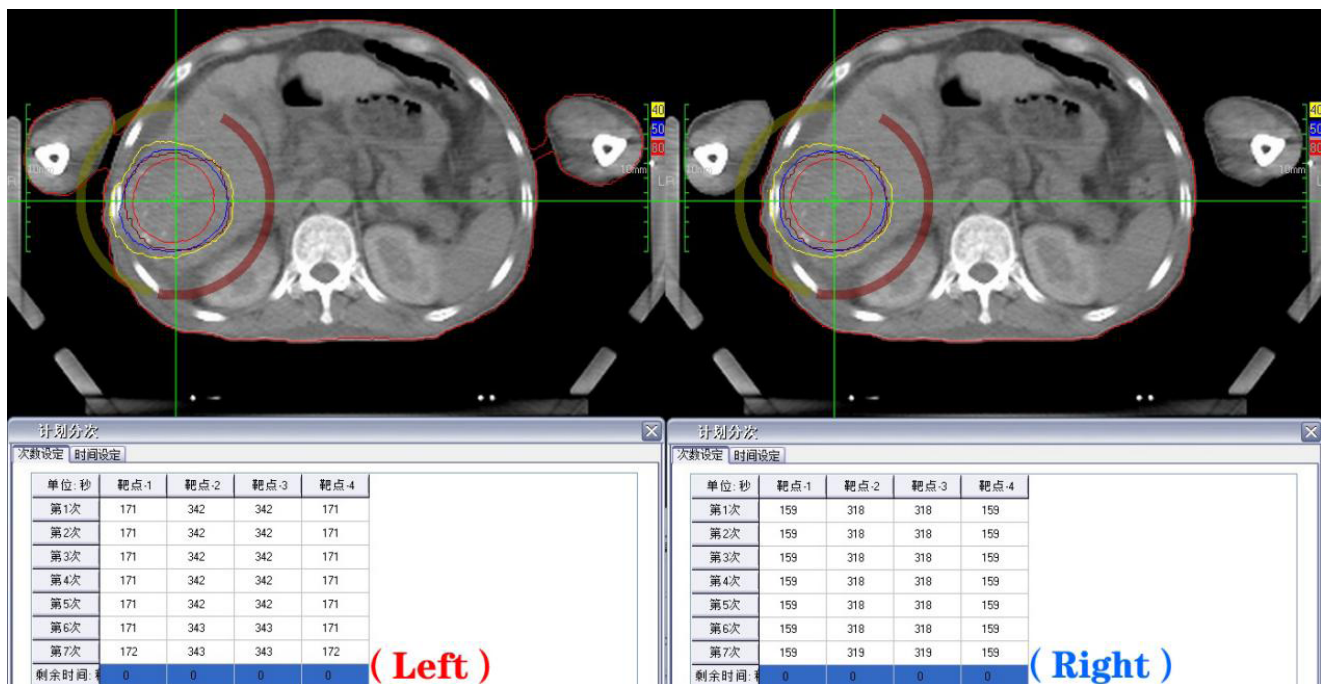 40
50
80
10mm
10mm
LR
40
50
80
10mm
10mm
LR
计划分次
次数设定 时间设定
单位:秒 靶点-1 靶点-2 靶点-3 靶点-4
第1次 171 342 342 171
第2次 171 342 342 171
第3次 171 342 342 171
第4次 171 342 342 171
第5次 171 342 342 171
第6次 171 343 343 171
第7次 172 343 343 172
剩余时间: 0 0 0 0
( Left )
计划分次
次数设定 时间设定
单位:秒 靶点-1 靶点-2 靶点-3 靶点-4
第1次 159 318 318 159
第2次 159 318 318 159
第3次 159 318 318 159
第4次 159 318 318 159
第5次 159 318 318 159
第6次 159 318 318 159
第7次 159 319 319 159
剩余时间: 0 0 0 0
( Right )